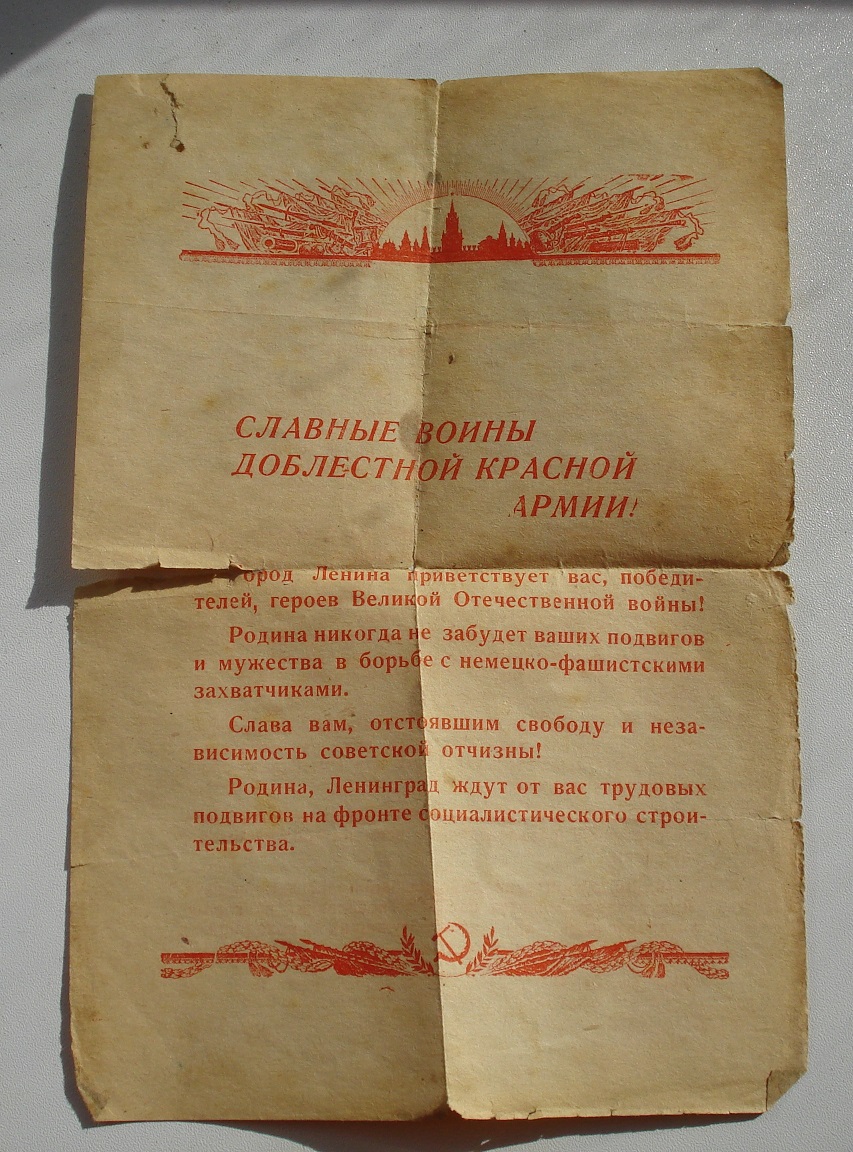 СЛАВНЫЕ ВОИНЫ
ДОБЛЕСТНОЙ КРАСНОЙ
АРМИИ!
Город Ленина приветствует вас, победи-
телей, героев Великой Отечественной войны!
Родина никогда не забудет ваших подвигов
и мужества в борьбе с немецко-фашистскими
захватчиками.
Слава вам, отстоявшим свободу и неза-
висимость советской отчизны!
Родина, Ленинград ждут от вас трудовых
подвигов на фронте социалистического строи-
тельства.